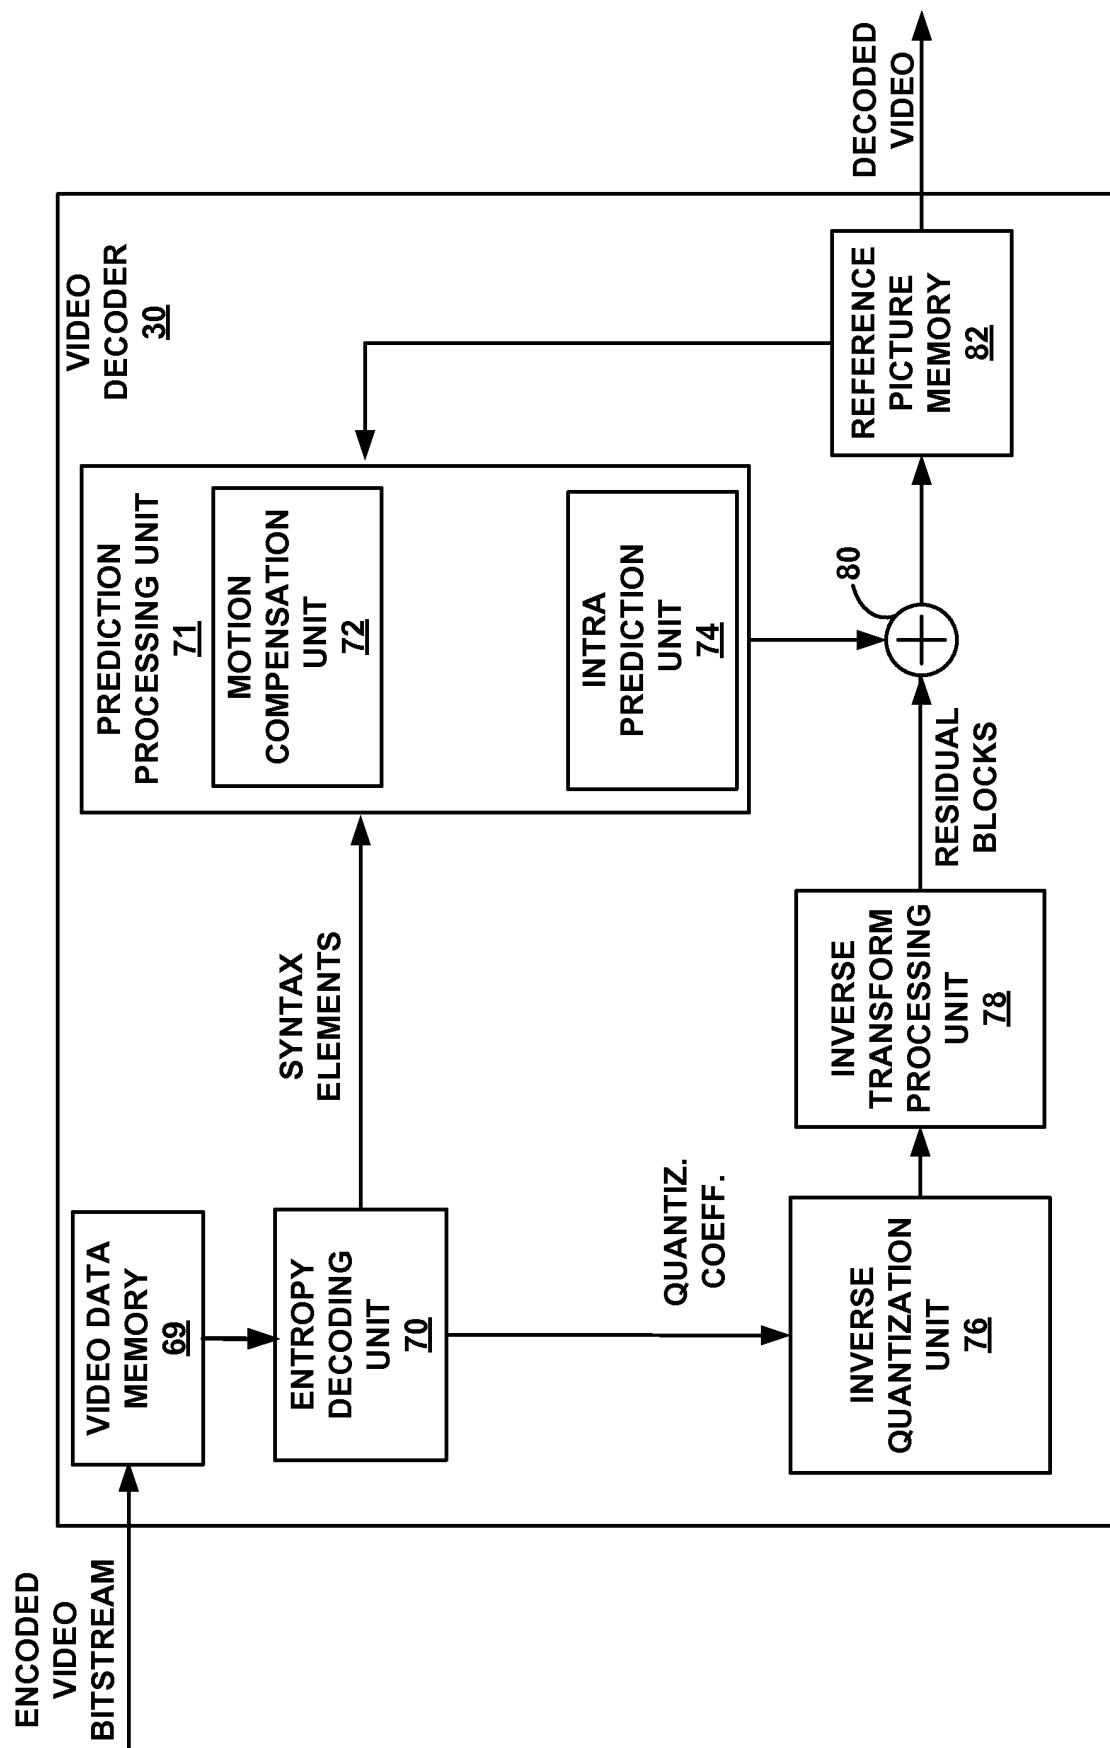 ENCODED
VIDEO
BITSTREAM
VIDEO DATA
MEMORY
69
ENTROPY
DECODING
UNIT
70
SYNTAX
ELEMENTS
QUANTIZ.
COEFF.
PREDICTION
PROCESSING UNIT
71
MOTION
COMPENSATION
UNIT
72
INTRA
PREDICTION
UNIT
74
VIDEO
DECODER
30
INVERSE
QUANTIZATION
UNIT
76
INVERSE
TRANSFORM
PROCESSING
UNIT
78
RESIDUAL
BLOCKS
80
REFERENCE
PICTURE
MEMORY
82
DECODED
VIDEO